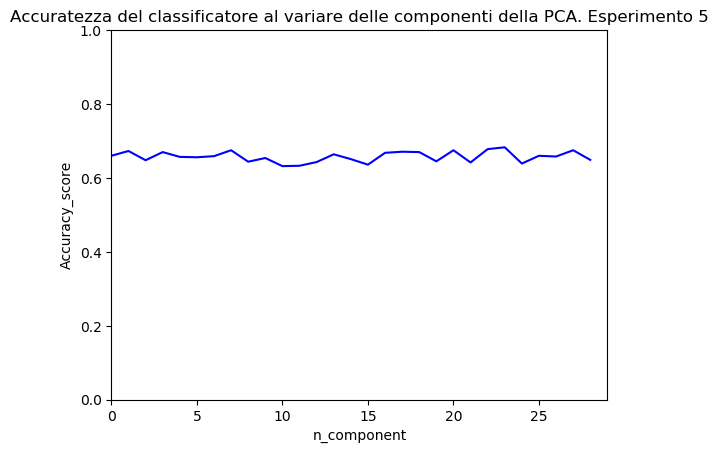 Accuratezza del classificatore al variare delle componenti della PCA. Esperimento 5
1.0
0.8
0.6
0.4
0.2
0.0
Accuracy_score
0 5 10 15 20 25
n_component